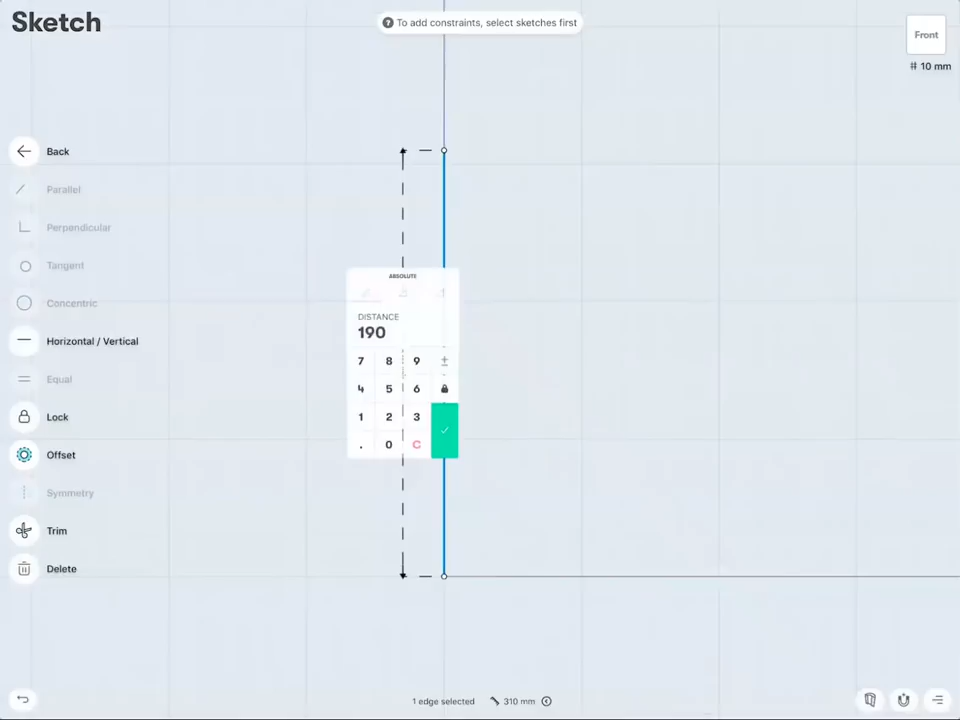 Sketch
To add constraints, select sketches first
Front
10 mm
Back
Parallel
Perpendicular
Tangent
Concentric
Horizontal / Vertical
Equal
Lock
Offset
Symmetry
Trim
Delete
ABSOLUTE
DISTANCE
190
7 8 9 ±
4 5 6
1 2 3
. 0 C
1 edge selected 310 mm